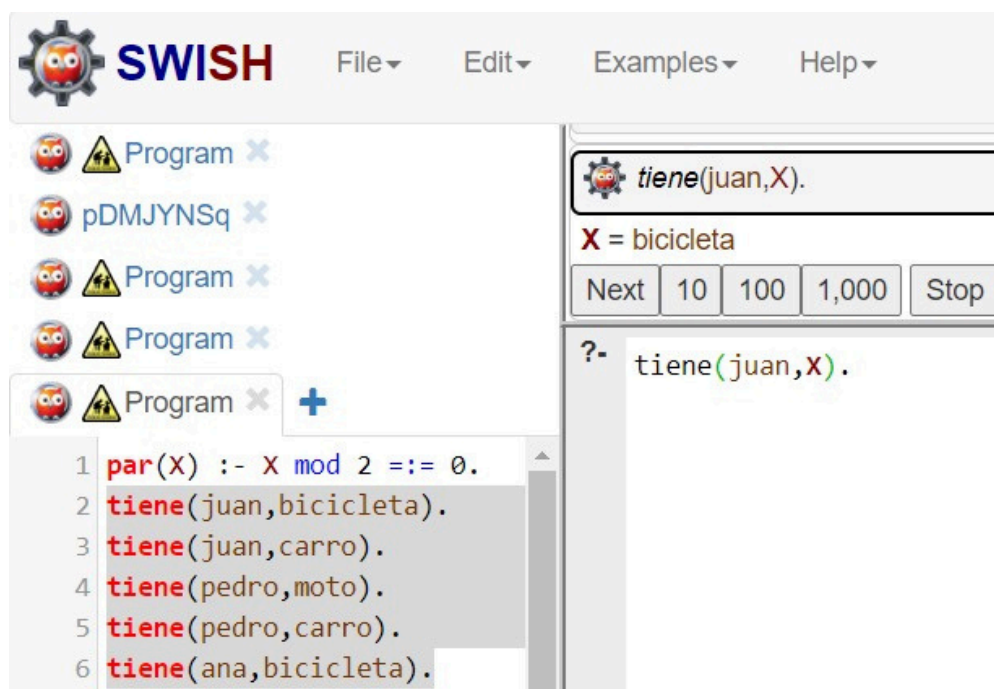 SWISH File Edit Examples Help
Program
pDMJYNSq
Program
Program
Program
1 par(X) :- X mod 2 =:= 0.
2 tiene(juan,bicicleta).
3 tiene(juan,carro).
4 tiene(pedro,moto).
5 tiene(pedro,carro).
6 tiene(ana,bicicleta).
tiene(juan,X).
X = bicicleta
Next 10 100 1,000 Stop
?- tiene(juan,X).